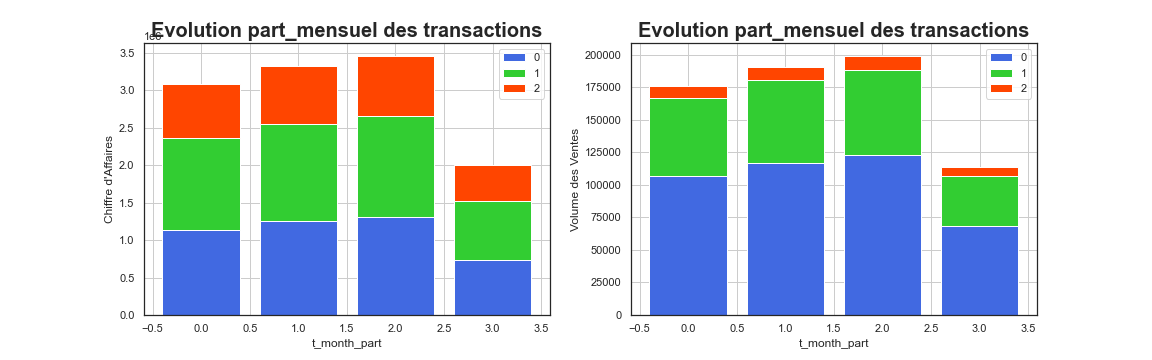 Evolution part_mensuel des transactions
1e6
3.5
3.0
2.5
2.0
1.5
1.0
0.5
0.0
Chiffre d'Affaires
0
1
2
−0.5 0.0 0.5 1.0 1.5 2.0 2.5 3.0 3.5
t_month_part
Evolution part_mensuel des transactions
200000
175000
150000
125000
100000
75000
50000
25000
0
Volume des Ventes
0
1
2
−0.5 0.0 0.5 1.0 1.5 2.0 2.5 3.0 3.5
t_month_part